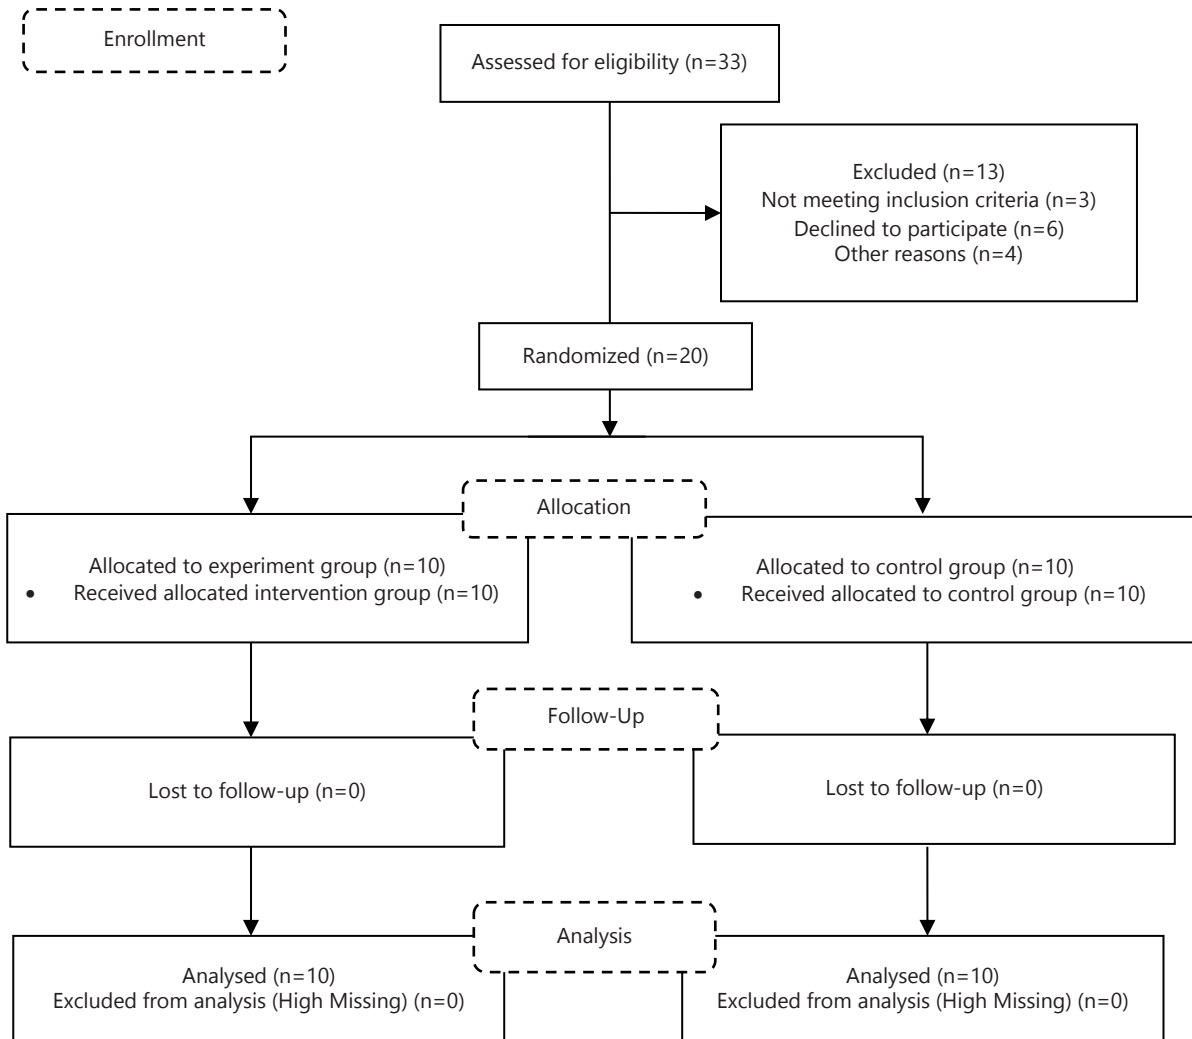 Enrollment
Assessed for eligibility (n=33)
Excluded (n=13)
Not meeting inclusion criteria (n=3)
Declined to participate (n=6)
Other reasons (n=4)
Randomized (n=20)
Allocation
Allocated to experiment group (n=10)
• Received allocated intervention group (n=10)
Allocated to control group (n=10)
• Received allocated to control group (n=10)
Follow-Up
Lost to follow-up (n=0)
Lost to follow-up (n=0)
Analysis
Analysed (n=10)
Excluded from analysis (High Missing) (n=0)
Analysed (n=10)
Excluded from analysis (High Missing) (n=0)